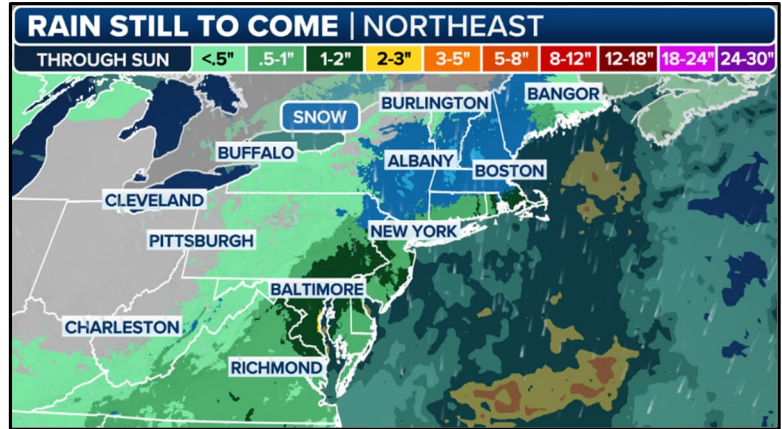 RAIN STILL TO COME | NORTHEAST
THROUGH SUN <.5" .5-1" 1-2" 2-3" 3-5" 5-8" 8-12" 12-18" 18-24" 24-30"
BANGOR
BURLINGTON
SNOW
BUFFALO
ALBANY
BOSTON
CLEVELAND
NEW YORK
PITTSBURGH
BALTIMORE
CHARLESTON
RICHMOND